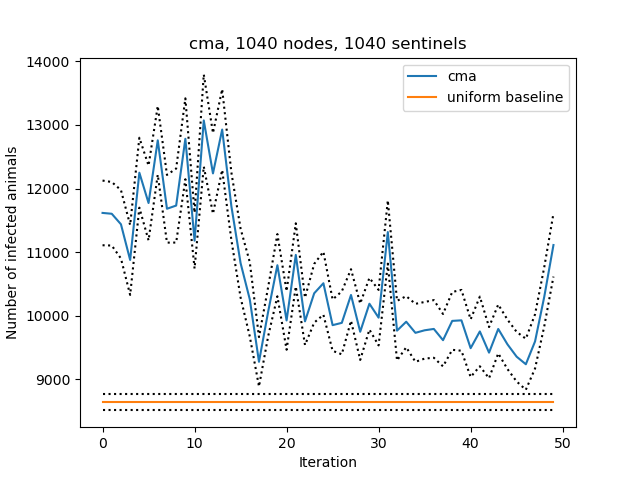 cma, 1040 nodes, 1040 sentinels
14000
13000
12000
11000
10000
9000
Number of infected animals
cma
uniform baseline
0 10 20 30 40 50
Iteration